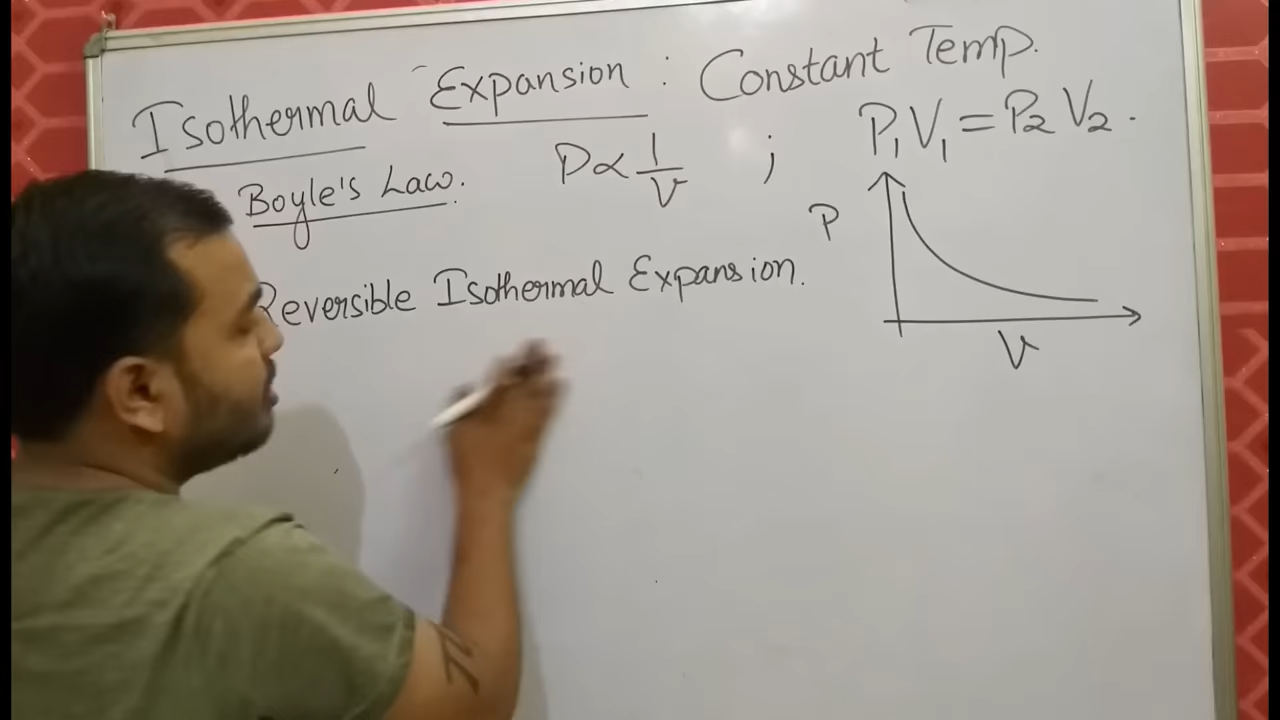 Isothermal Expansion : Constant Temp.
Boyle's Law. P ∝ 1/V ; P₁V₁ = P₂V₂.
Reversible Isothermal Expansion.
P
V